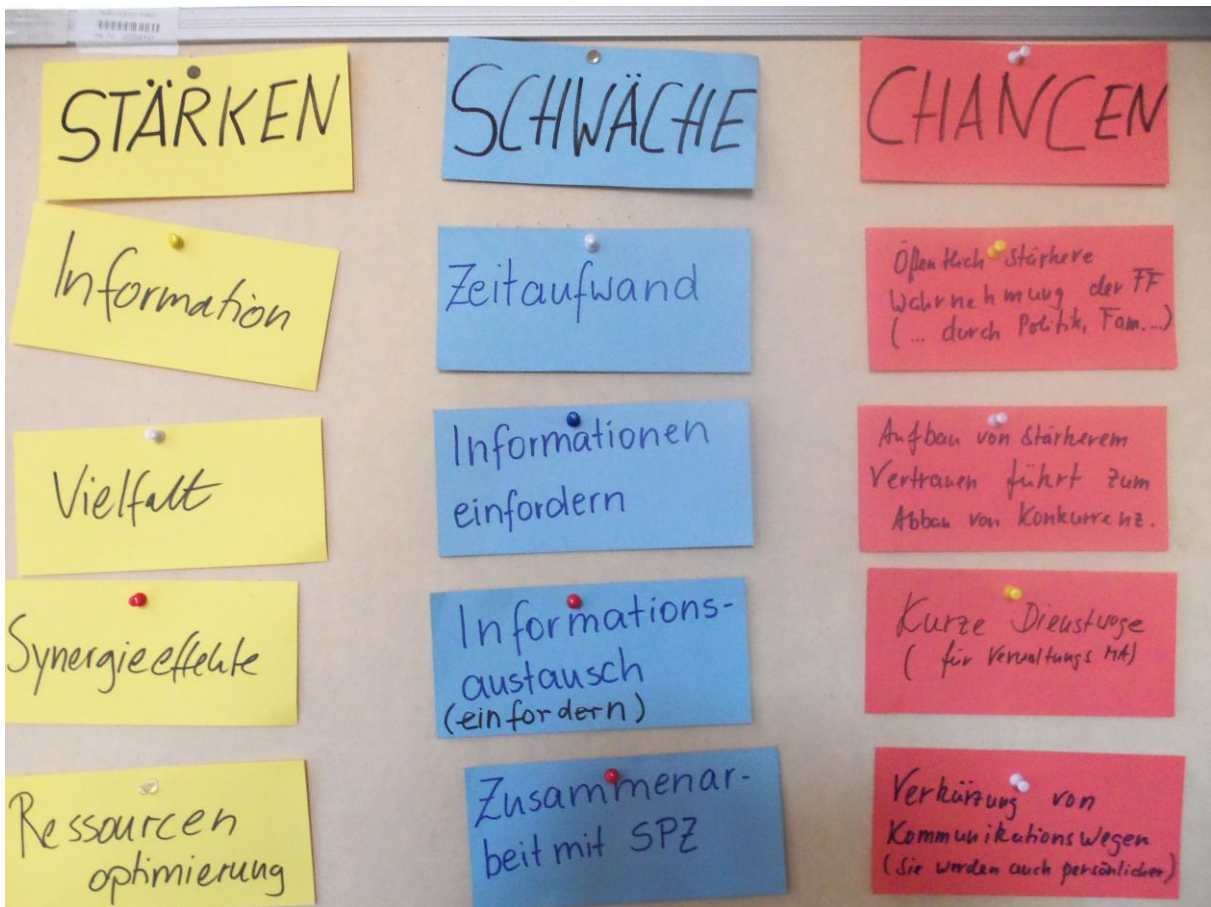 STÄRKEN
Information
Vielfalt
Synergieeffekte
Ressourcen
optimierung
SCHWÄCHE
Zeitaufwand
Informationen
einfordern
Informations-
austausch
(einfordern)
Zusammenar-
beit mit SPZ
CHANCEN
Öffentlich stärkere
Wahrnehmung der FF
(... durch Politik, Fam...)
Aufbau von stärkerem
Vertrauen führt zum
Abbau von Konkurrenz.
Kurze Dienstwege
(für Verwaltungs MA)
Verkürzung von
Kommunikationswegen
(Sie werden auch persönlicher)